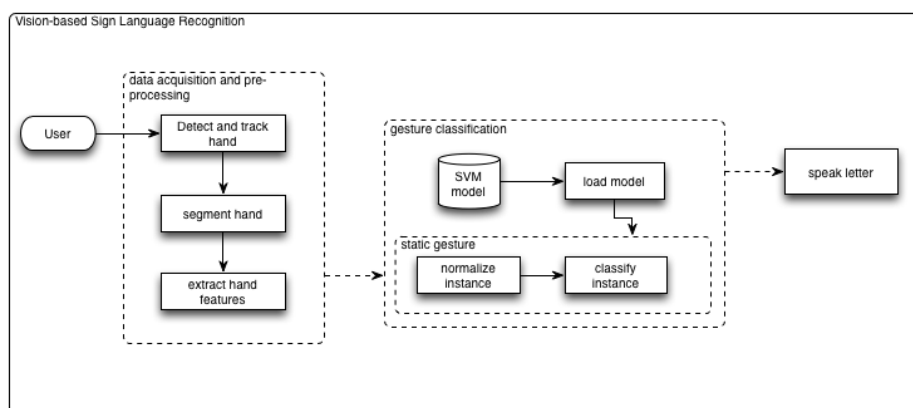 Vision-based Sign Language Recognition
data acquisition and pre-
processing
User
Detect and track
hand
segment hand
extract hand
features
gesture classification
SVM
model
load model
static gesture
normalize
instance
classify
instance
speak letter